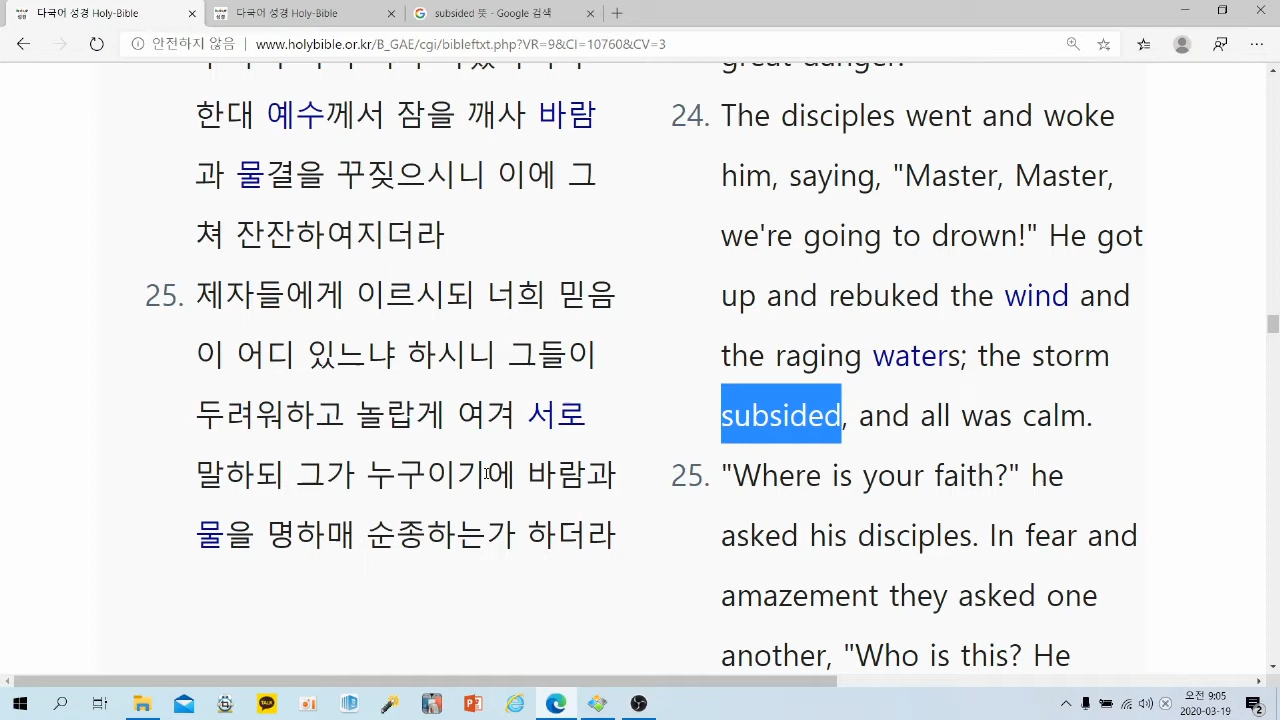 다국어 성경 Holy-Bible
다국어 성경 Holy-Bible
subsided 뜻 - Google 검색
안전하지 않음
www.holybible.or.kr/B_GAE/cgi/bibleftxt.php?VR=9&CI=10760&CV=3
한대 예수께서 잠을 깨사 바람
과 물결을 꾸짖으시니 이에 그
쳐 잔잔하여지더라
25. 제자들에게 이르시되 너희 믿음
이 어디 있느냐 하시니 그들이
두려워하고 놀랍게 여겨 서로
말하되 그가 누구이기에 바람과
물을 명하매 순종하는가 하더라
great danger.
24. The disciples went and woke
him, saying, "Master, Master,
we're going to drown!" He got
up and rebuked the wind and
the raging waters; the storm
subsided, and all was calm.
25. "Where is your faith?" he
asked his disciples. In fear and
amazement they asked one
another, "Who is this? He
오전 9:05
2020-03-19